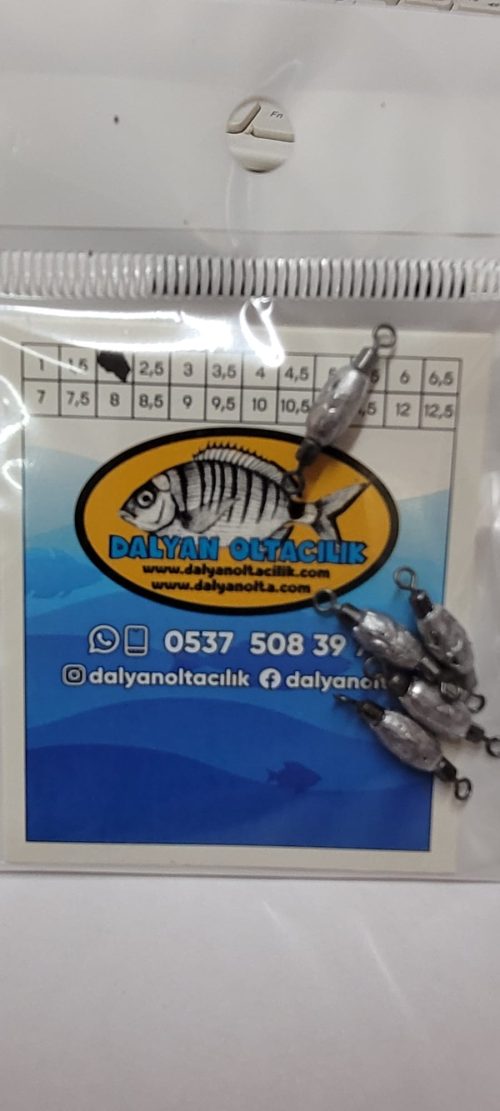 Fn
1 1,5 2,5 3 3,5 4 4,5 6 6,5
7 7,5 8 8,5 9 9,5 10 10,5 12 12,5
DALYAN OLTACILIK
www.dalyanoltacilik.com
www.dalyanolta.com
0537 508 39
dalyanoltacılık dalyanolt